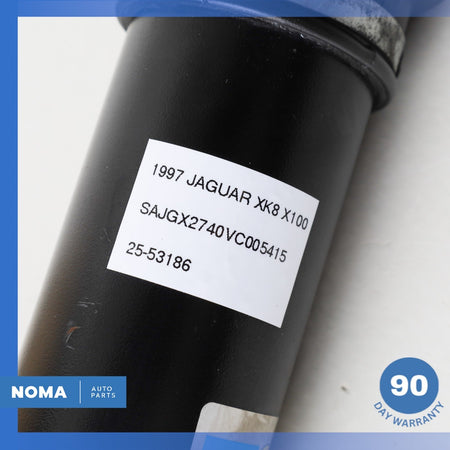 1997 JAGUAR XK8 X100
SAJGX2740VC005415
25-53186
NOMA
AUTO
PARTS
90
DAY WARRANTY